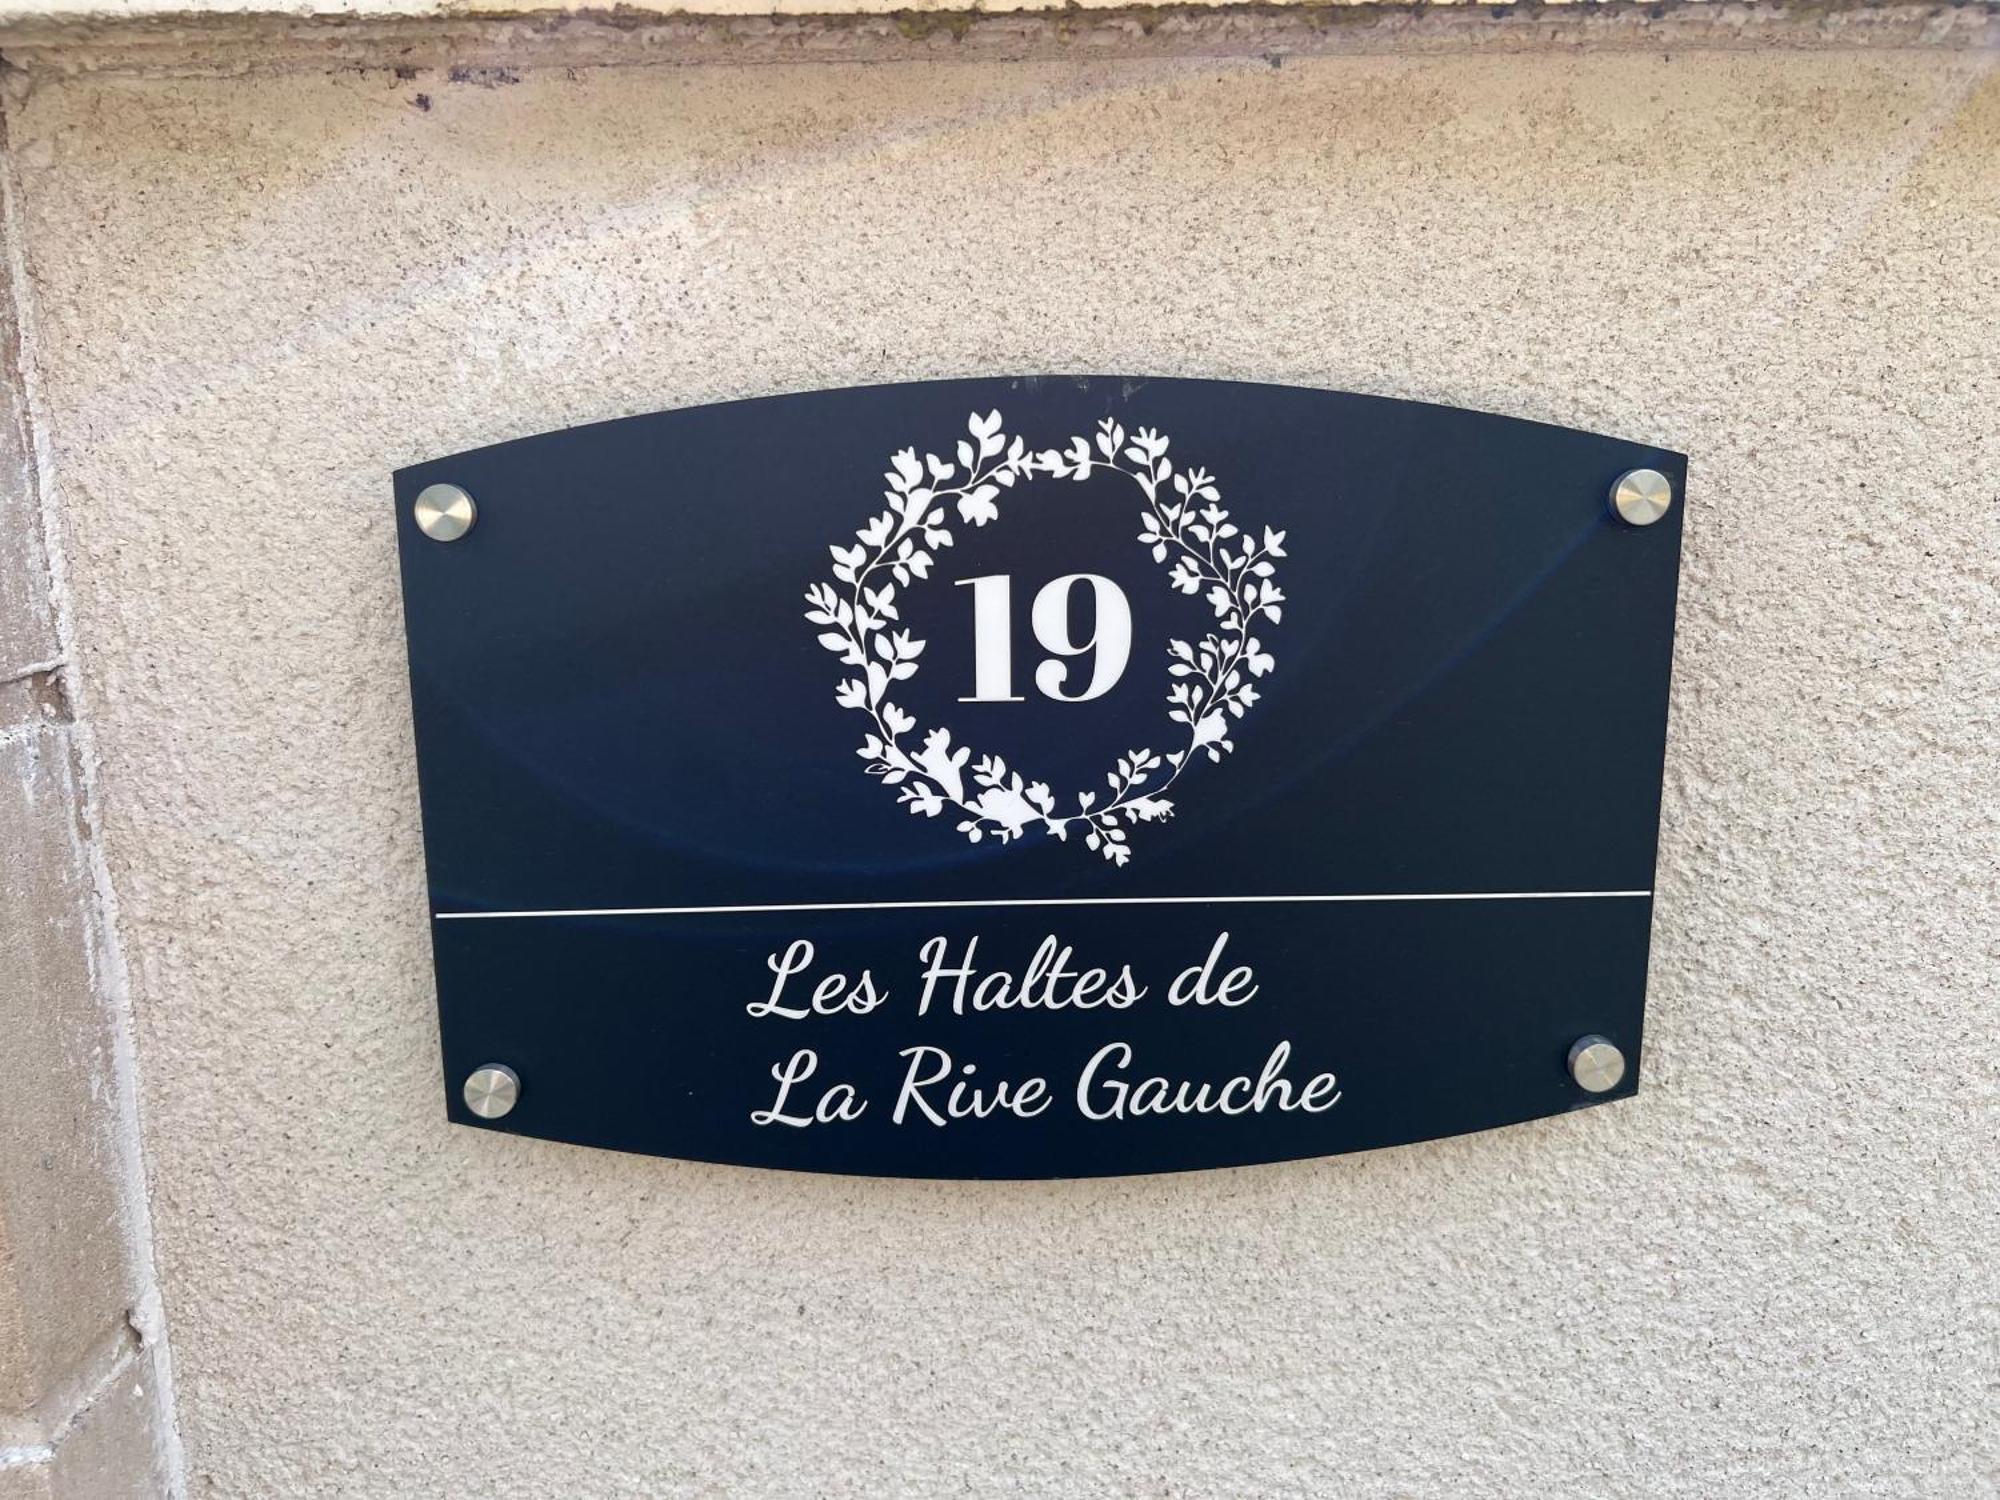 19
Les Haltes de
La Rive Gauche